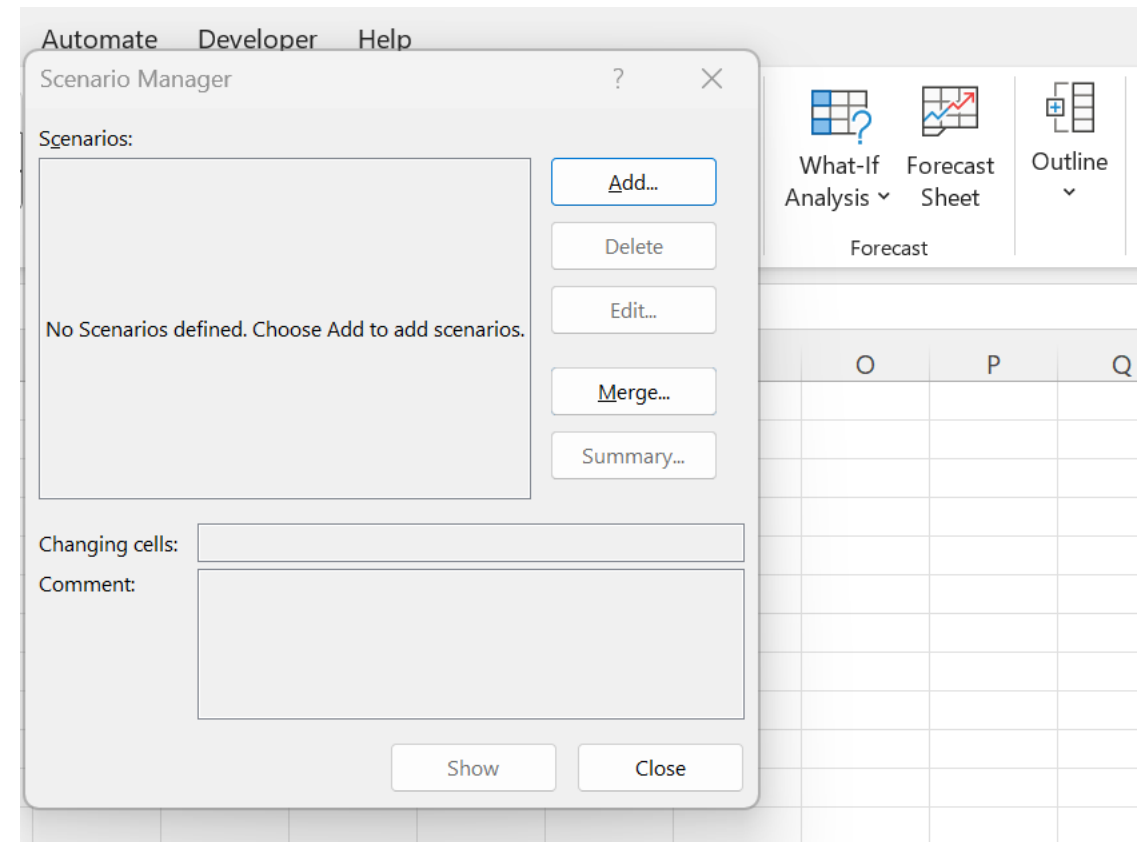 Automate Developer Help
Scenario Manager ?
Scenarios:
Add...
Delete
Edit...
No Scenarios defined. Choose Add to add scenarios.
Merge...
Summary...
Changing cells:
Comment:
Show Close
What-If Analysis
Forecast Sheet
Outline
Forecast
O P Q